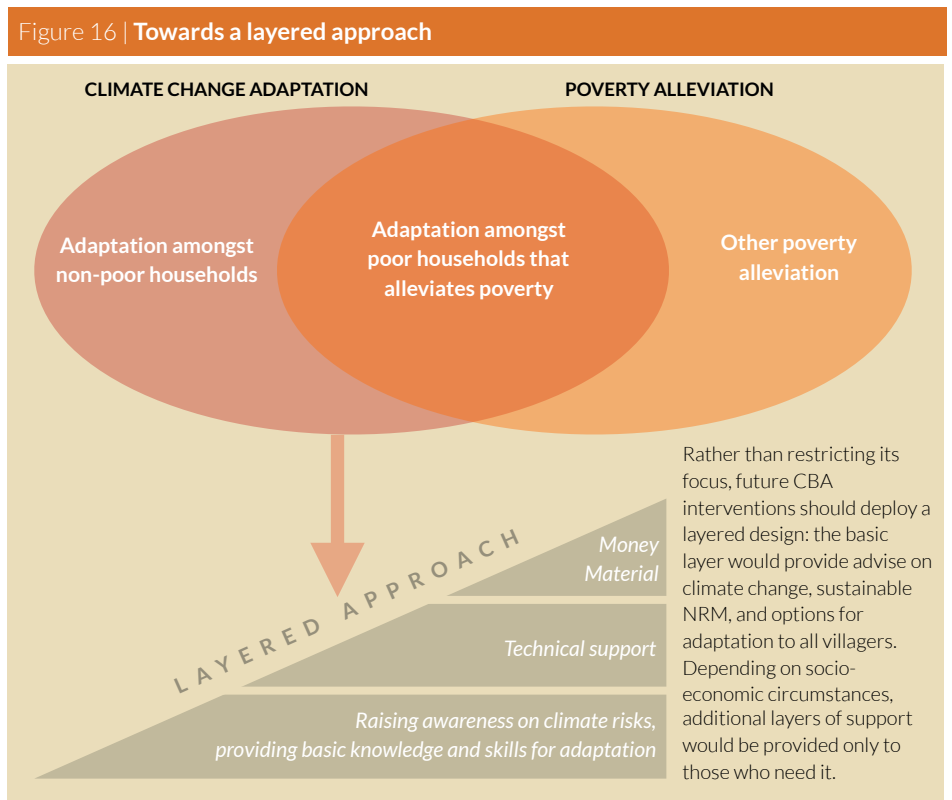 Figure 16 | Towards a layered approach
CLIMATE CHANGE ADAPTATION
POVERTY ALLEVIATION
Adaptation amongst
non-poor households
Adaptation amongst
poor households that
alleviates poverty
Other poverty
alleviation
LAYERED APPROACH
Money
Material
Technical support
Raising awareness on climate risks,
providing basic knowledge and skills for adaptation
Rather than restricting its
focus, future CBA
interventions should deploy a
layered design: the basic
layer would provide advise on
climate change, sustainable
NRM, and options for
adaptation to all villagers.
Depending on socio-
economic circumstances,
additional layers of support
would be provided only to
those who need it.